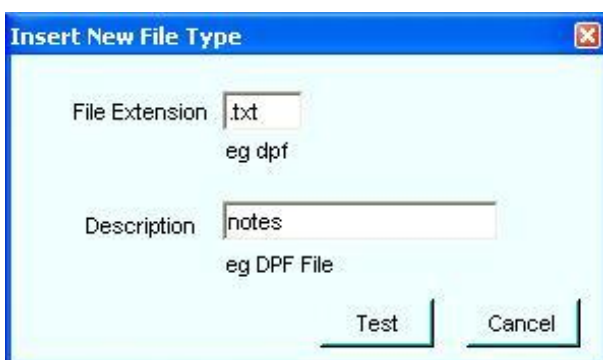 Insert New File Type
File Extension .txt
eg dpf
Description notes
eg DPF File
Test Cancel